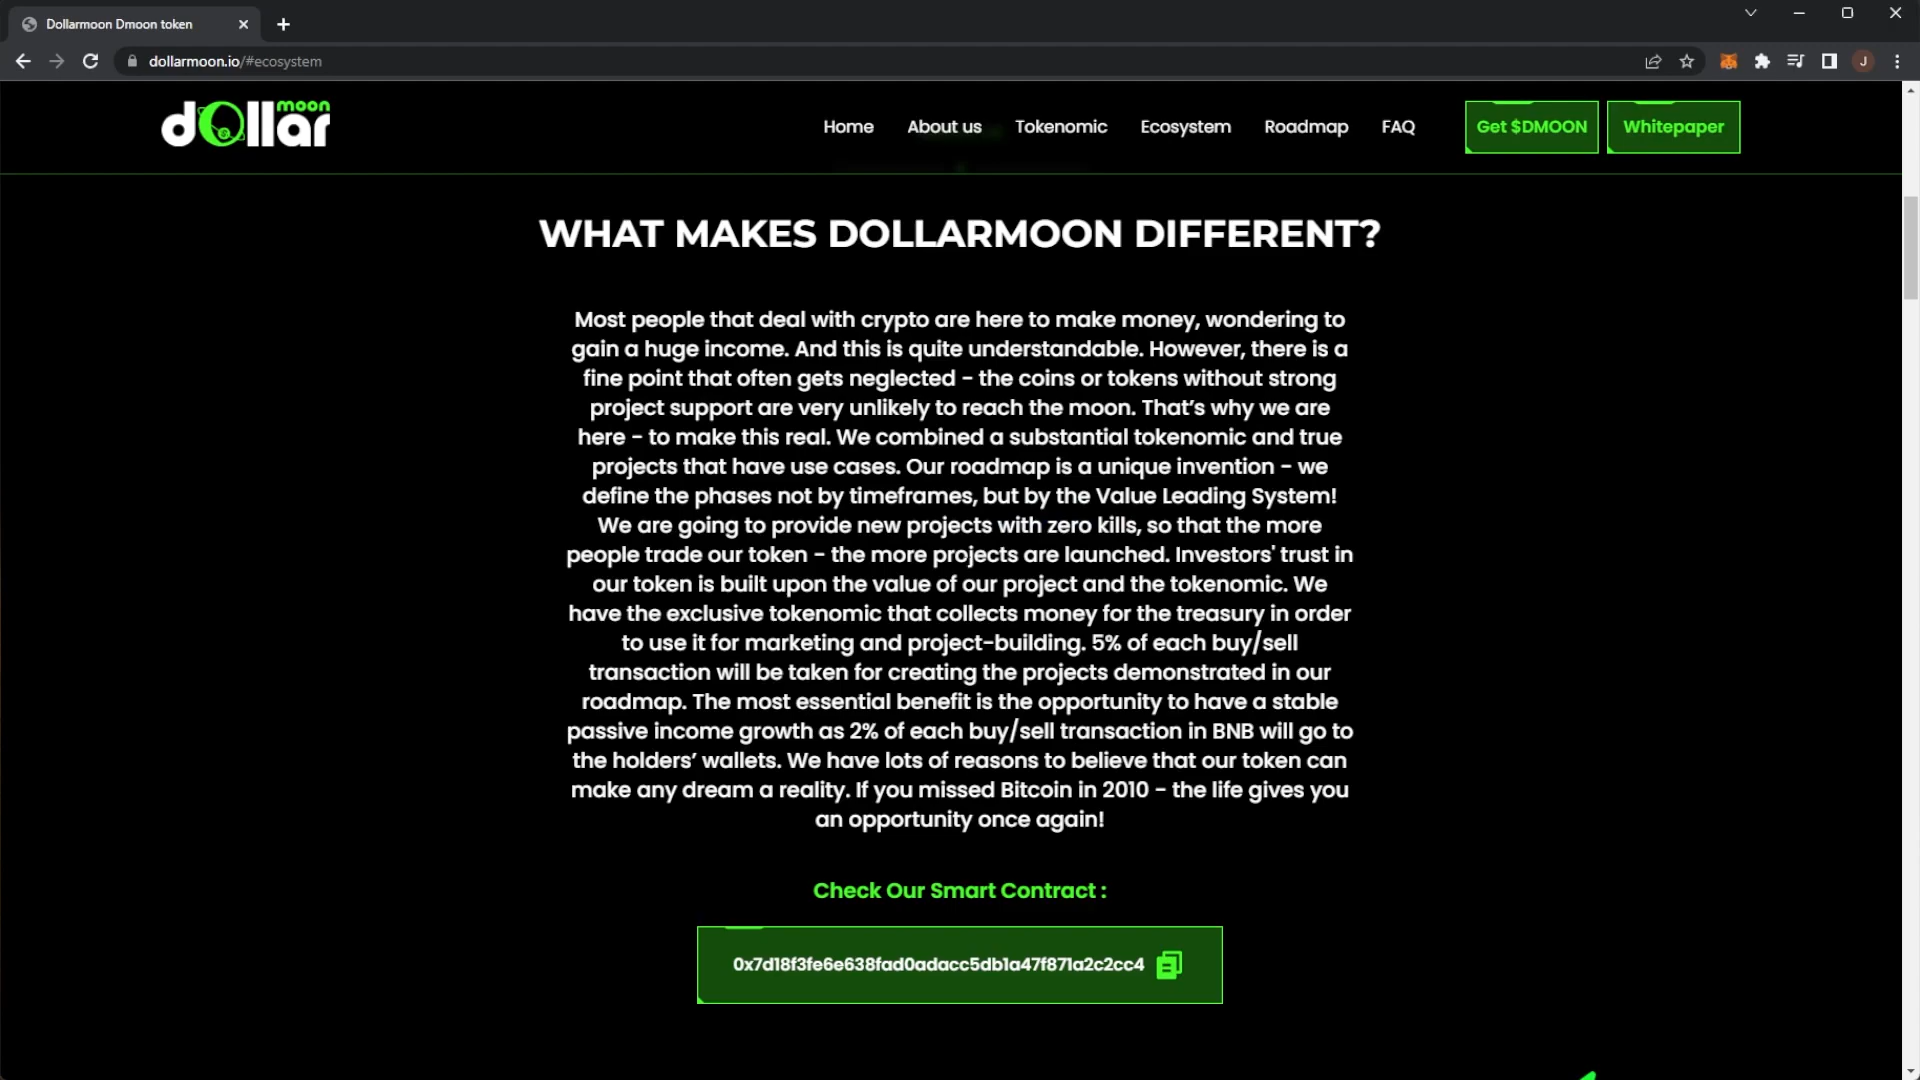 Dollarmoon Dmoon token
dollarmoon.io/#ecosystem
J
dollar moon
Home
About us
Tokenomic
Ecosystem
Roadmap
FAQ
Get $DMOON
Whitepaper
WHAT MAKES DOLLARMOON DIFFERENT?
Most people that deal with crypto are here to make money, wondering to
gain a huge income. And this is quite understandable. However, there is a
fine point that often gets neglected - the coins or tokens without strong
project support are very unlikely to reach the moon. That’s why we are
here - to make this real. We combined a substantial tokenomic and true
projects that have use cases. Our roadmap is a unique invention - we
define the phases not by timeframes, but by the Value Leading System!
We are going to provide new projects with zero kills, so that the more
people trade our token - the more projects are launched. Investors' trust in
our token is built upon the value of our project and the tokenomic. We
have the exclusive tokenomic that collects money for the treasury in order
to use it for marketing and project-building. 5% of each buy/sell
transaction will be taken for creating the projects demonstrated in our
roadmap. The most essential benefit is the opportunity to have a stable
passive income growth as 2% of each buy/sell transaction in BNB will go to
the holders’ wallets. We have lots of reasons to believe that our token can
make any dream a reality. If you missed Bitcoin in 2010 - the life gives you
an opportunity once again!
Check Our Smart Contract :
0x7d18f3fe6e638fad0adacc5db1a47f871a2c2cc4